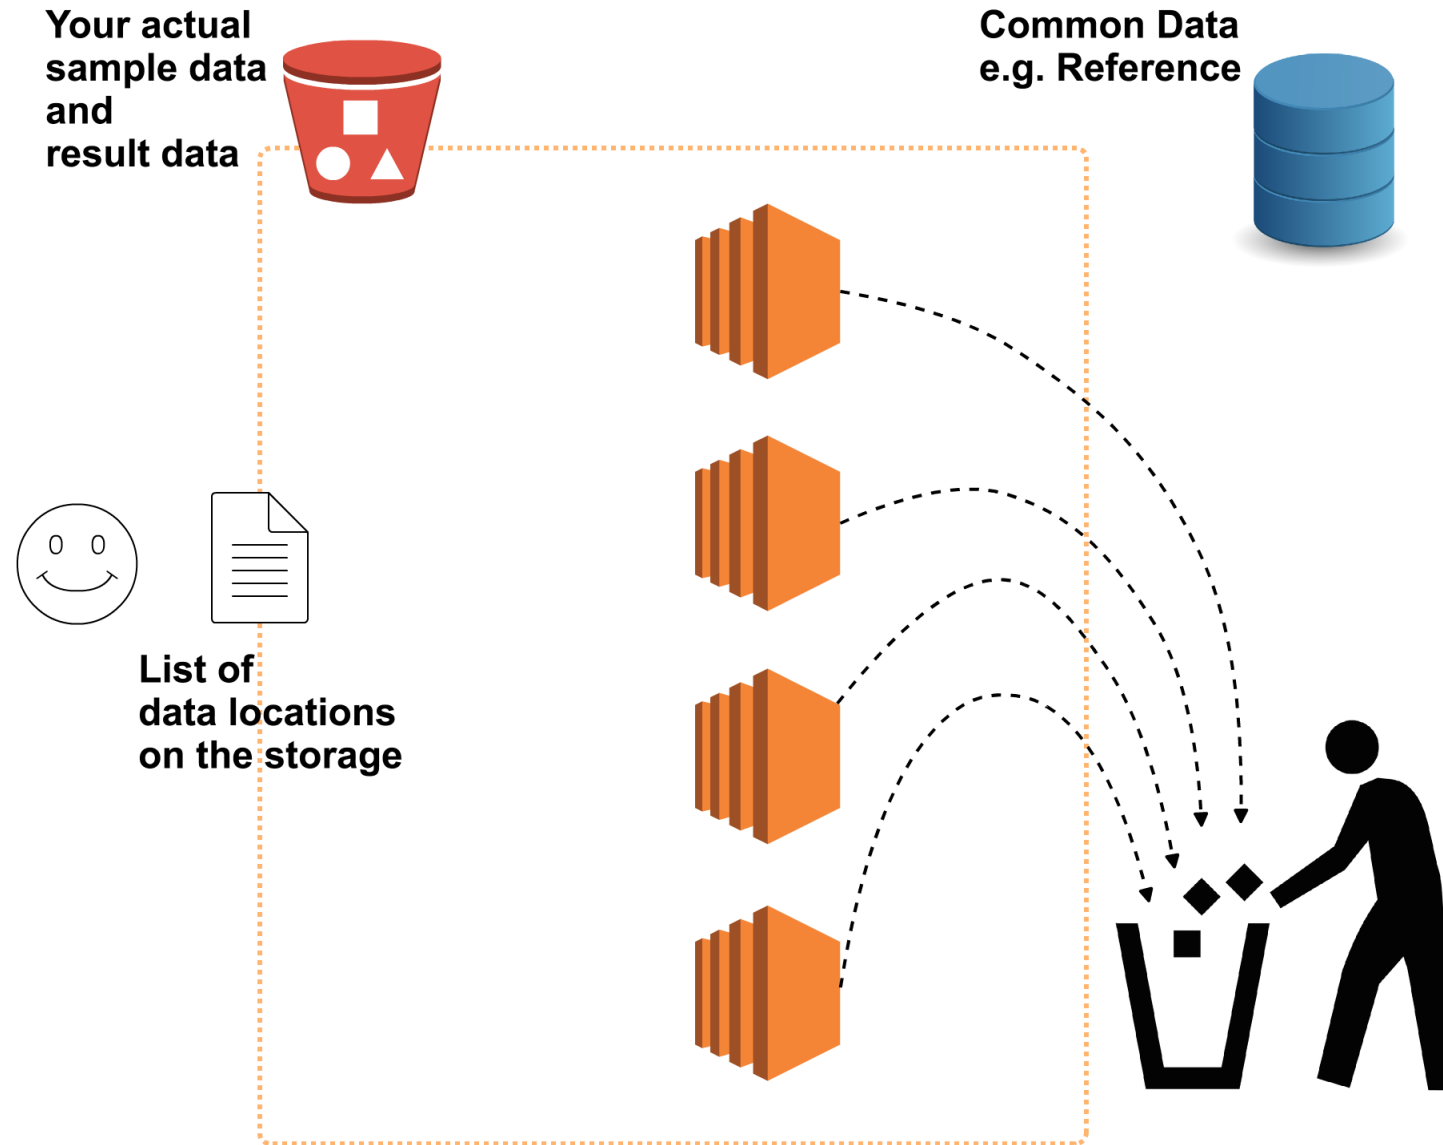 Your actual
sample data
and
result data
Common Data
e.g. Reference
List of
data locations
on the storage